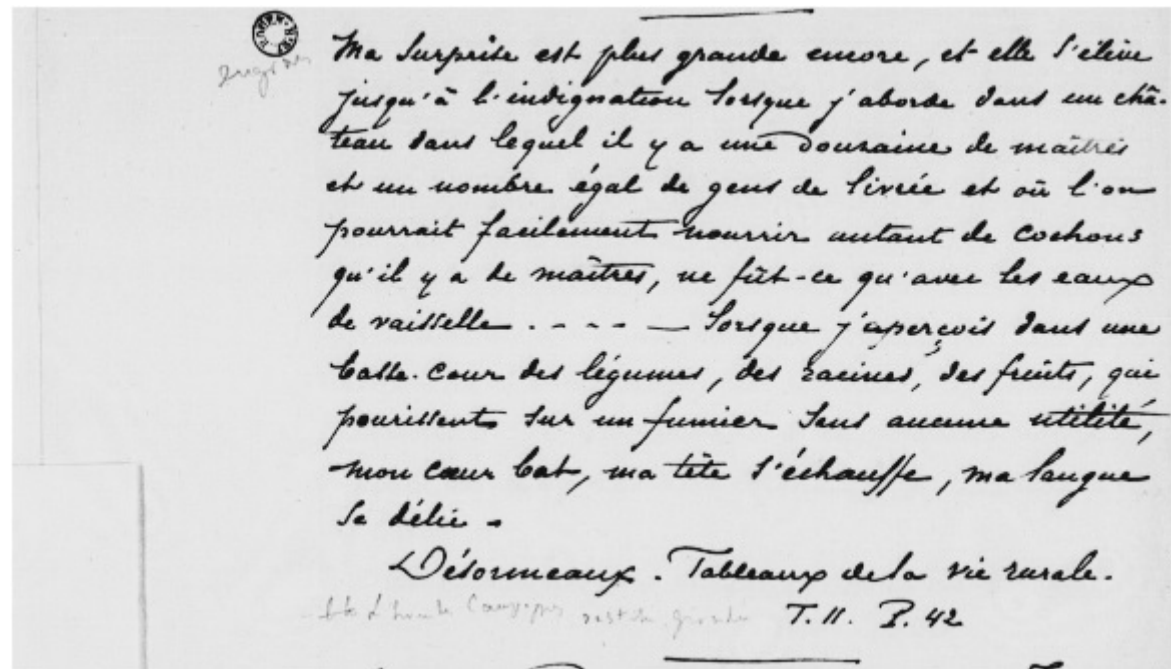 Ma surprise est plus grande encore, et elle s'élève
jusqu'à l'indignation lorsque j'aborde dans un châ-
teau dans lequel il y a une douzaine de maîtres
et un nombre égal de gens de livrée et où l'on
pourrait facilement nourrir autant de cochons
qu'il y a de maîtres, ne fût-ce qu'avec les eaux
de vaisselle . - - - — lorsque j'aperçois dans une
basse-cour des légumes, des racines, des fruits, qui
pourissent sur un fumier sans aucune utilité,
mon cœur bat, ma tête s'échauffe, ma langue
se délie.
Désormeaux. Tableaux de la vie rurale.
T. II. P. 42